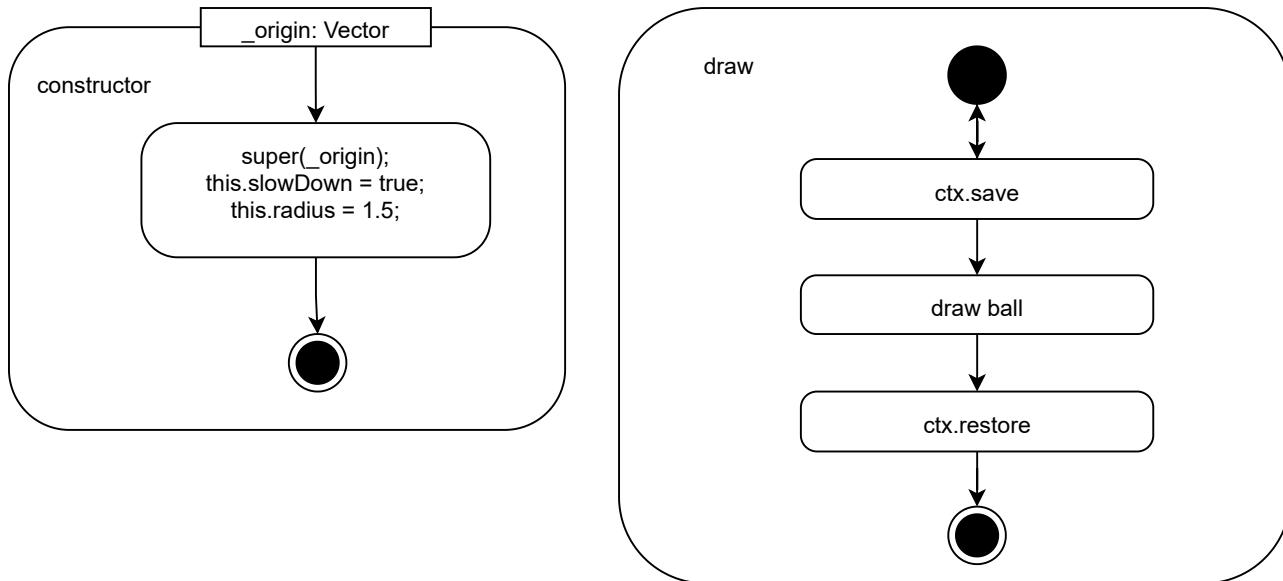 _origin: Vector
constructor
super(_origin);
this.slowDown = true;
this.radius = 1.5;
draw
ctx.save
draw ball
ctx.restore